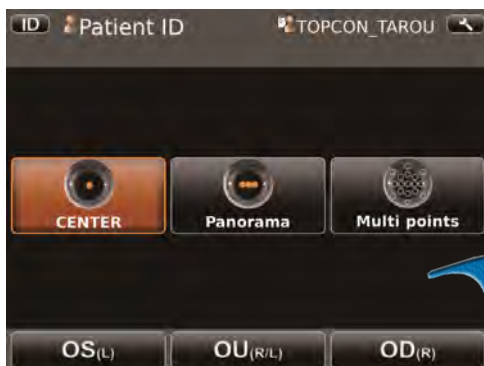 ID Patient ID TOPCON_TAROU
CENTER Panorama Multi points
OS(L) OU(R/L) OD(R)